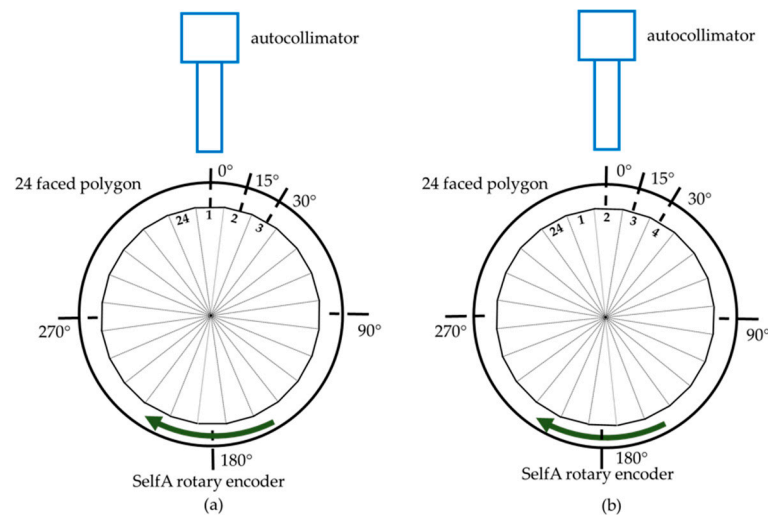 autocollimator
0°
15°
30°
24 faced polygon
24 1 2 3
270°
90°
180°
SelfA rotary encoder
(a)
autocollimator
0°
15°
30°
24 faced polygon
24 1 2 3 4
270°
90°
180°
SelfA rotary encoder
(b)